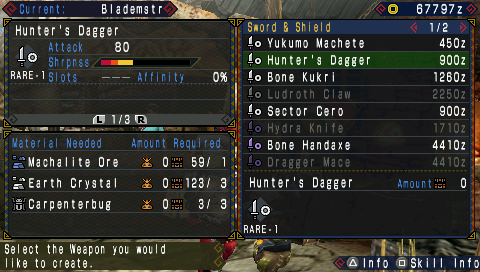 Current: Blademstr
67797z
Hunter's Dagger
Attack 80
Shrpnss
RARE-1 Slots --- Affinity 0%
L 1/3 R
Material Needed Amount Required
Machalite Ore 0 59/ 1
Earth Crystal 0 123/ 3
Carpenterbug 0 3/ 3
Select the Weapon you would
like to create.
Sword & Shield 1/2
Yukumo Machete 450z
Hunter's Dagger 900z
Bone Kukri 1260z
Ludroth Claw 2250z
Sector Cero 900z
Hydra Knife 1710z
Bone Handaxe 4410z
Dragger Mace 4410z
Hunter's Dagger Amount 0
RARE-1
Info Skill Info